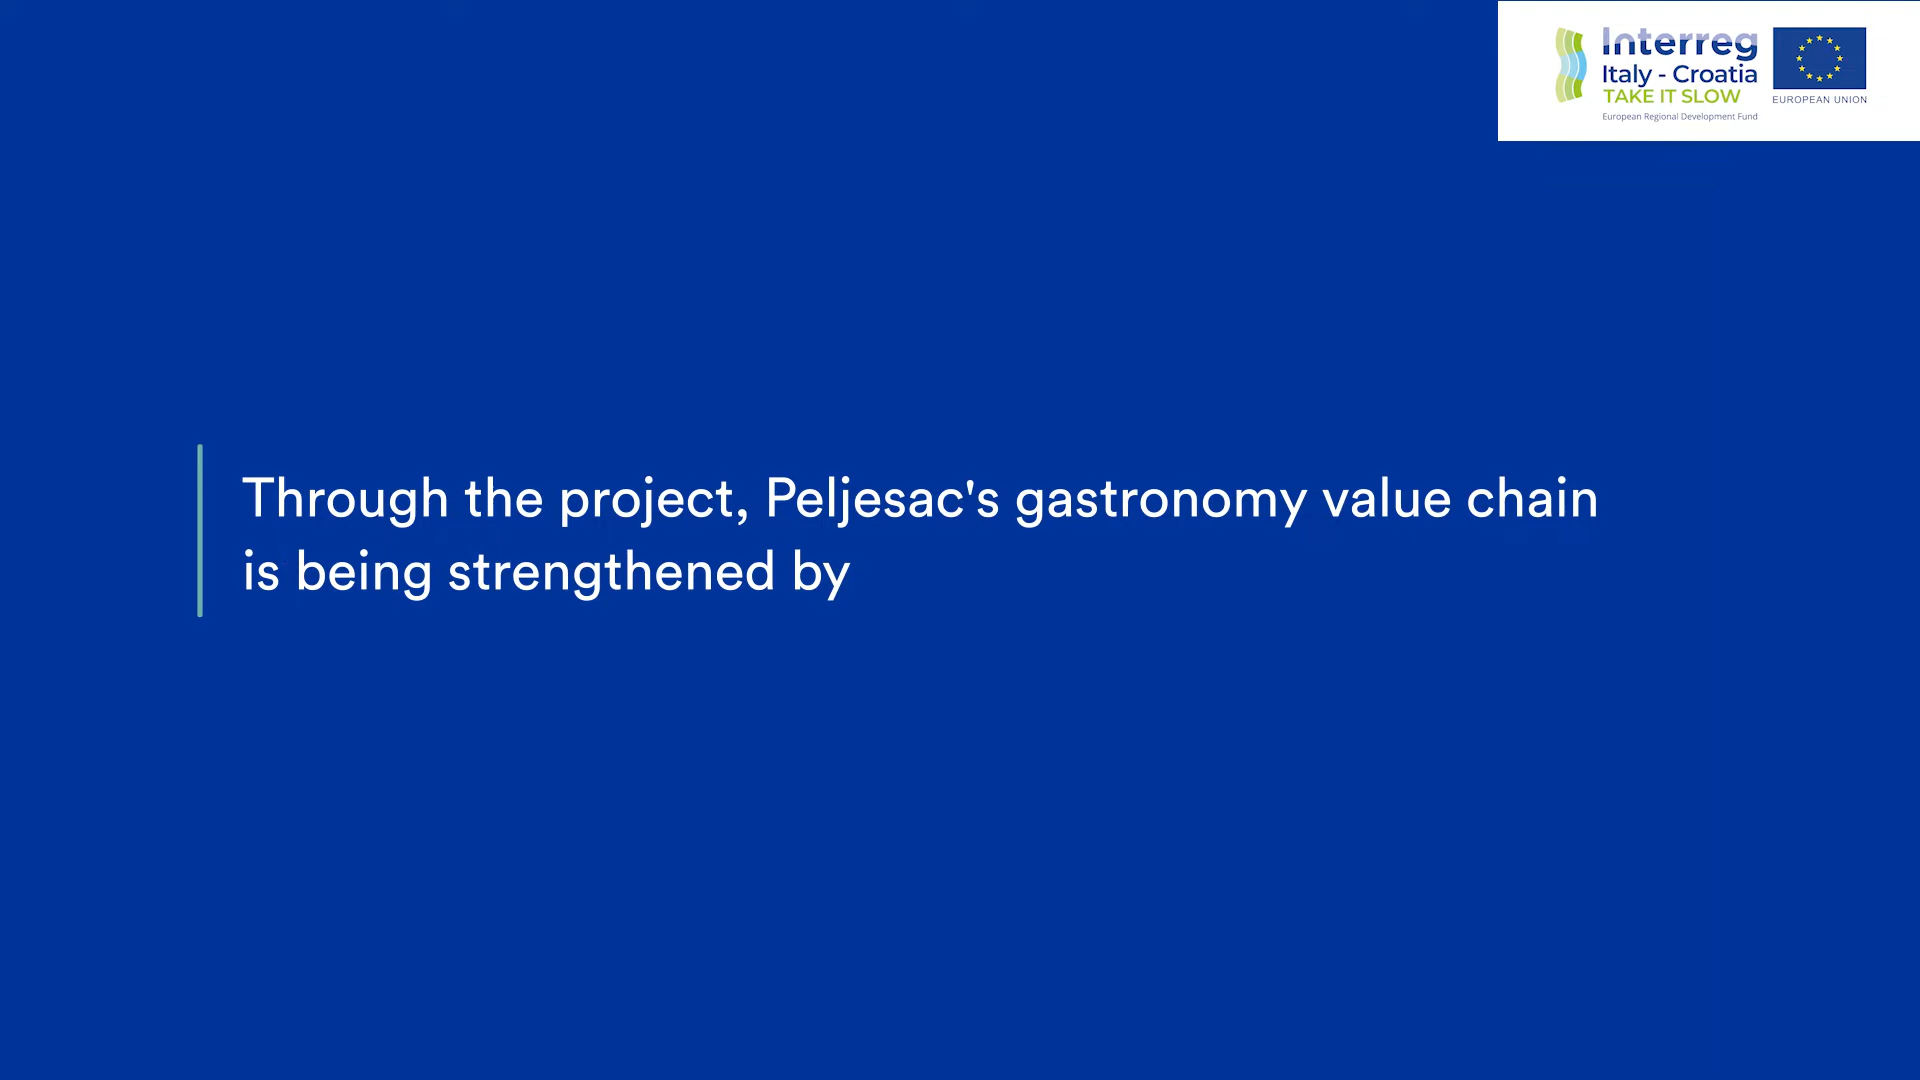 Interreg
Italy - Croatia
TAKE IT SLOW
European Regional Development Fund
EUROPEAN UNION
Through the project, Peljesac's gastronomy value chain
is being strengthened by